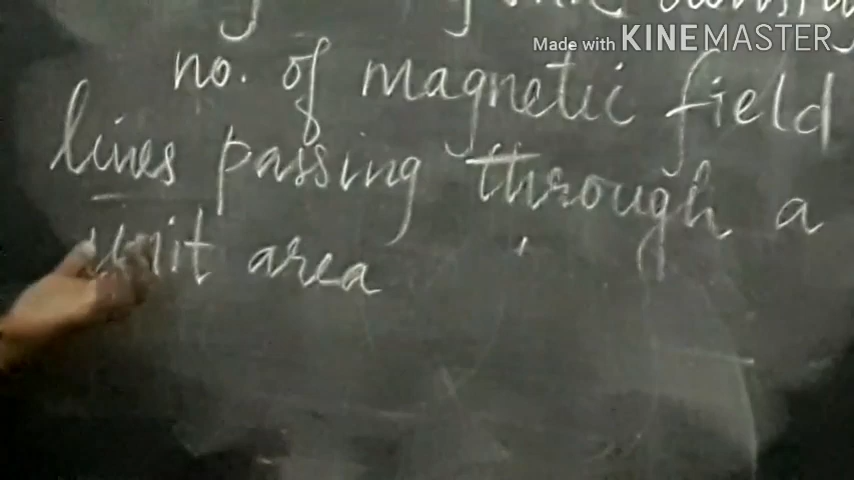 Made with KINEMASTER
no. of magnetic field
lines passing through a
unit area